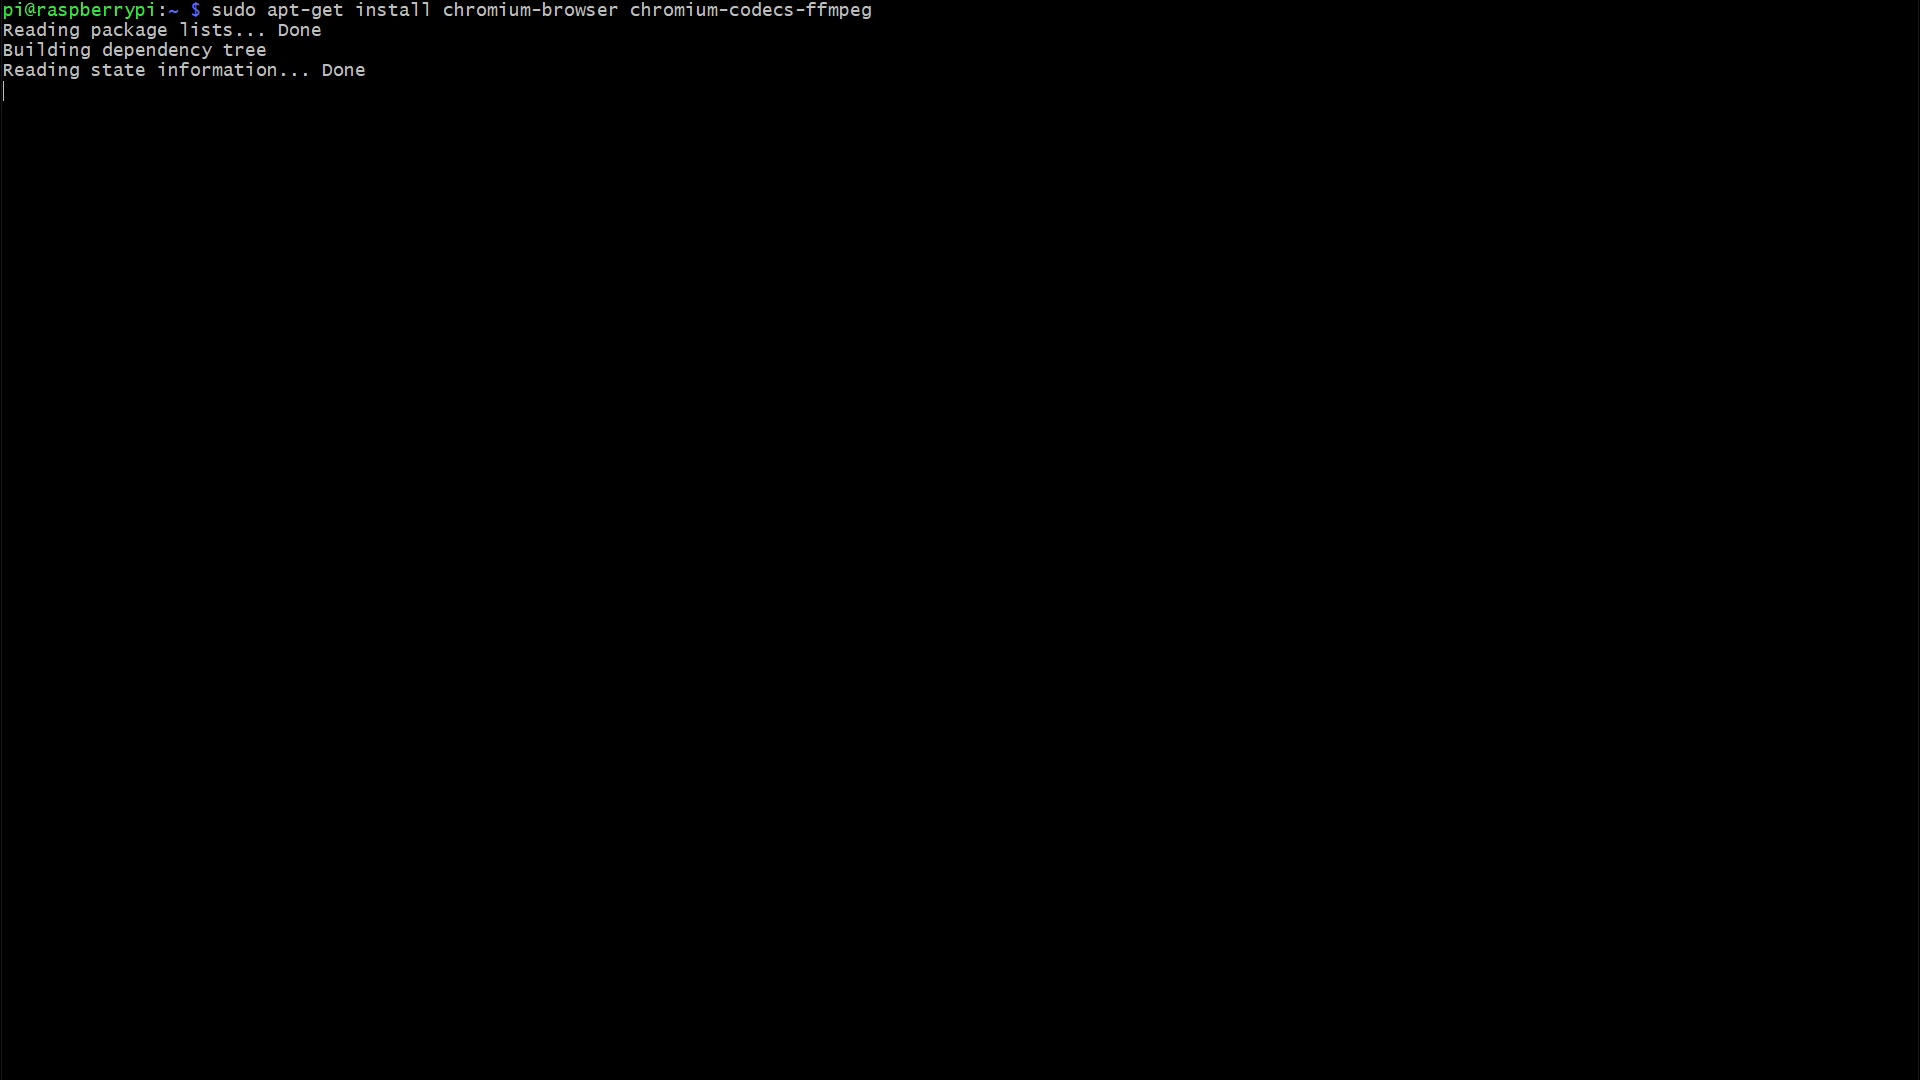 pi@raspberrypi:~ $ sudo apt-get install chromium-browser chromium-codecs-ffmpeg
Reading package lists... Done
Building dependency tree
Reading state information... Done